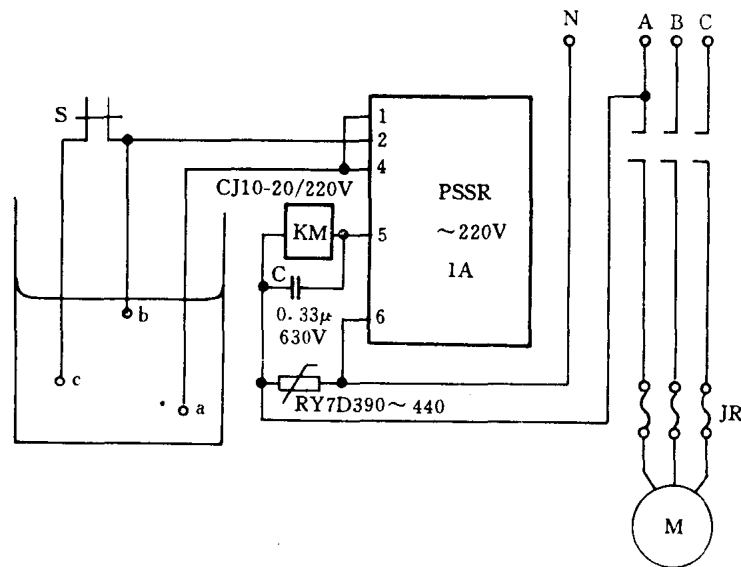 N
A B C
S
1
2
4
CJ10-20/220V
PSSR
KM
5
~220V
C
1A
0.33μ
630V
6
b
c
a
RY7D390~440
JR
M